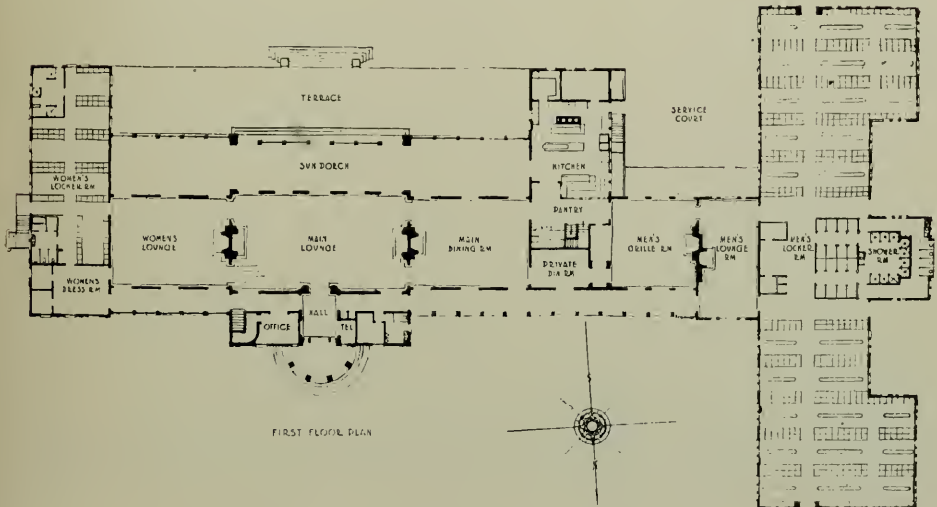 TERRACE
SERVICE
COURT
SUN PORCH
KITCHEN
WOMEN'S
LOCKER RM
PANTRY
WOMEN'S
LOUNGE
MAIN
LOUNGE
MAIN
DINING RM
MEN'S
GRILLE RM
MEN'S
LOUNGE
RM
MEN'S
LOCKER
RM
SHOWER
RM
PRIVATE
DIN RM
WOMENS
DRESS RM
HALL
OFFICE
TEL
FIRST FLOOR PLAN